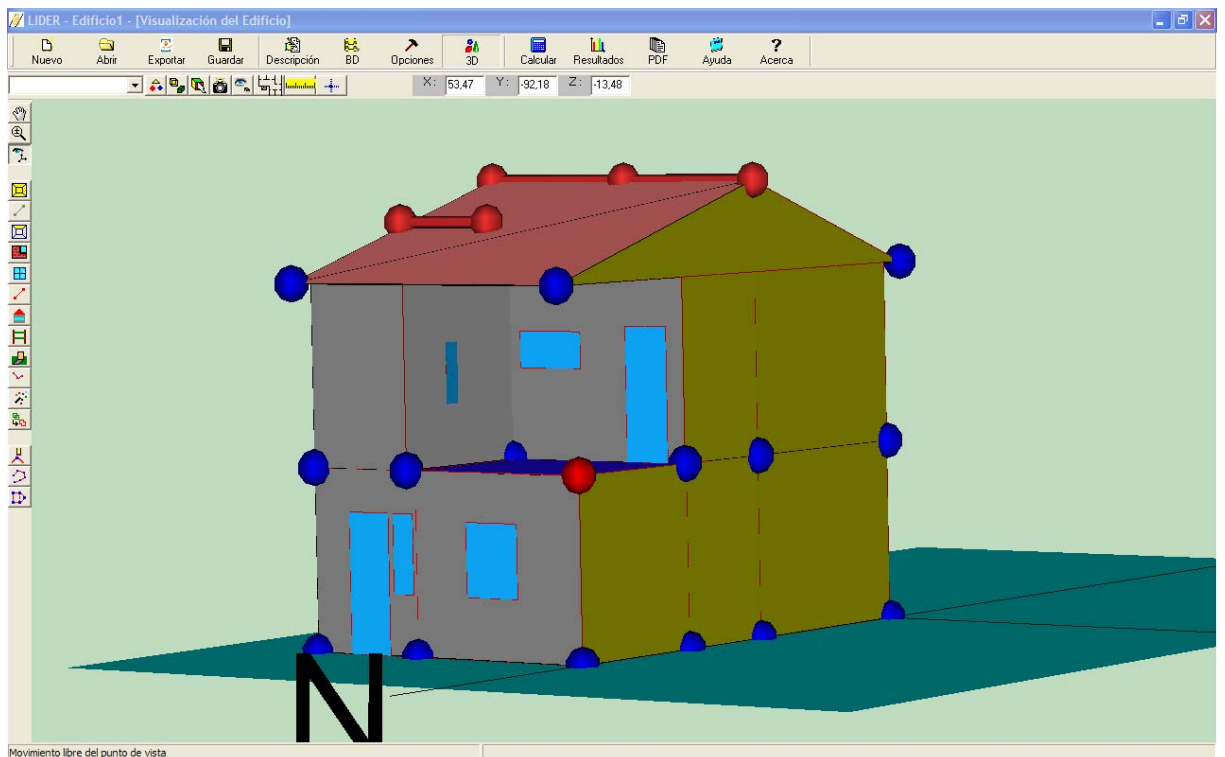 LIDER - Edificio1 - [Visualización del Edificio]
Nuevo Abrir Exportar Guardar Descripción BD Opciones 3D Calcular Resultados PDF Ayuda Acerca
X: 53,47 Y: -92,18 Z: -13,48
N
Movimiento libre del punto de vista